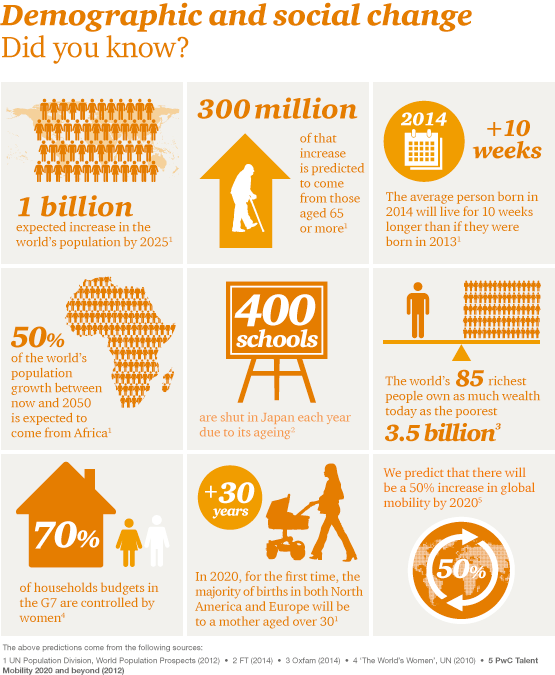 Demographic and social change
Did you know?
1 billion
expected increase in the
world's population by 2025¹
300 million
of that
increase
is predicted
to come
from those
aged 65
or more¹
2014
+10
weeks
The average person born in
2014 will live for 10 weeks
longer than if they were
born in 2013¹
50%
of the world's
population
growth between
now and 2050
is expected to
come from Africa¹
400
schools
are shut in Japan each year
due to its ageing²
The world's 85 richest
people own as much wealth
today as the poorest
3.5 billion³
70%
of households budgets in
the G7 are controlled by
women⁴
+30
years
In 2020, for the first time, the
majority of births in both North
America and Europe will be
to a mother aged over 30¹
We predict that there will
be a 50% increase in global
mobility by 2020⁵
50%
The above predictions come from the following sources:
1 UN Population Division, World Population Prospects (2012) • 2 FT (2014) • 3 Oxfam (2014) • 4 'The World's Women', UN (2010) • 5 PwC Talent
Mobility 2020 and beyond (2012)